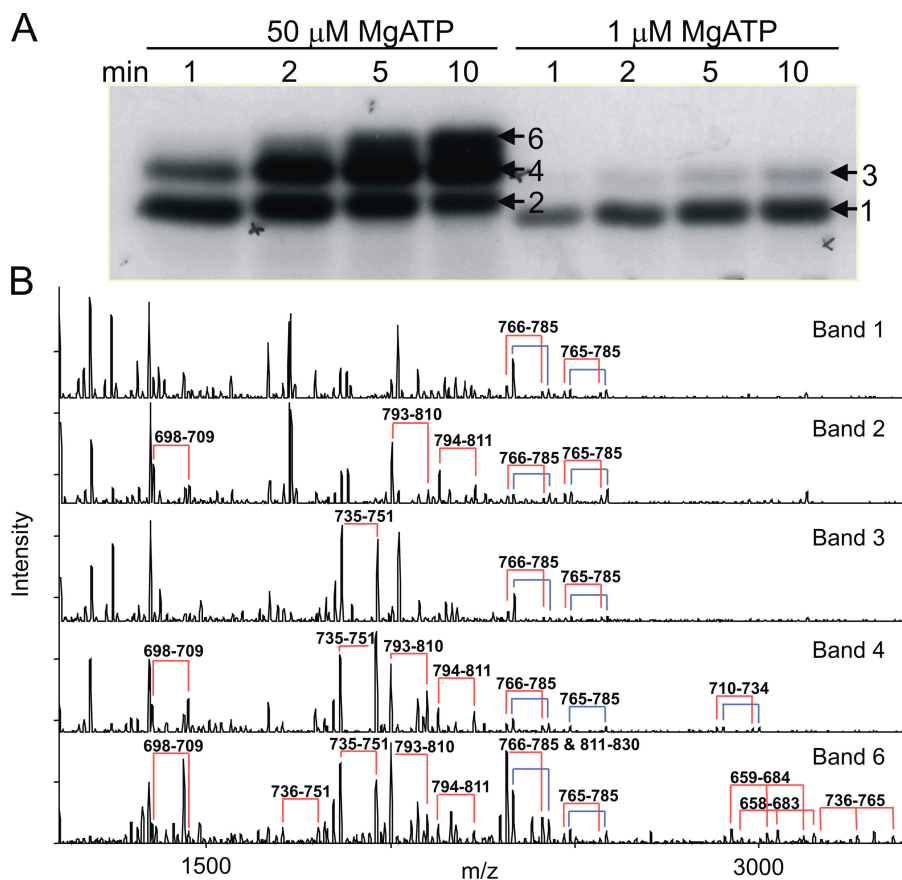 A
50 μM MgATP 1 μM MgATP
min 1 2 5 10 1 2 5 10
6
4 3
2 1
B
766-785 Band 1
765-785
793-810 Band 2
698-709 794-811
766-785 765-785
735-751 Band 3
766-785 765-785
735-751 793-810 Band 4
698-709 794-811
766-785 765-785 710-734
698-709 735-751 793-810 766-785 & 811-830 Band 6
736-751 794-811 765-785 659-684
658-683 736-765
Intensity
1500 m/z 3000